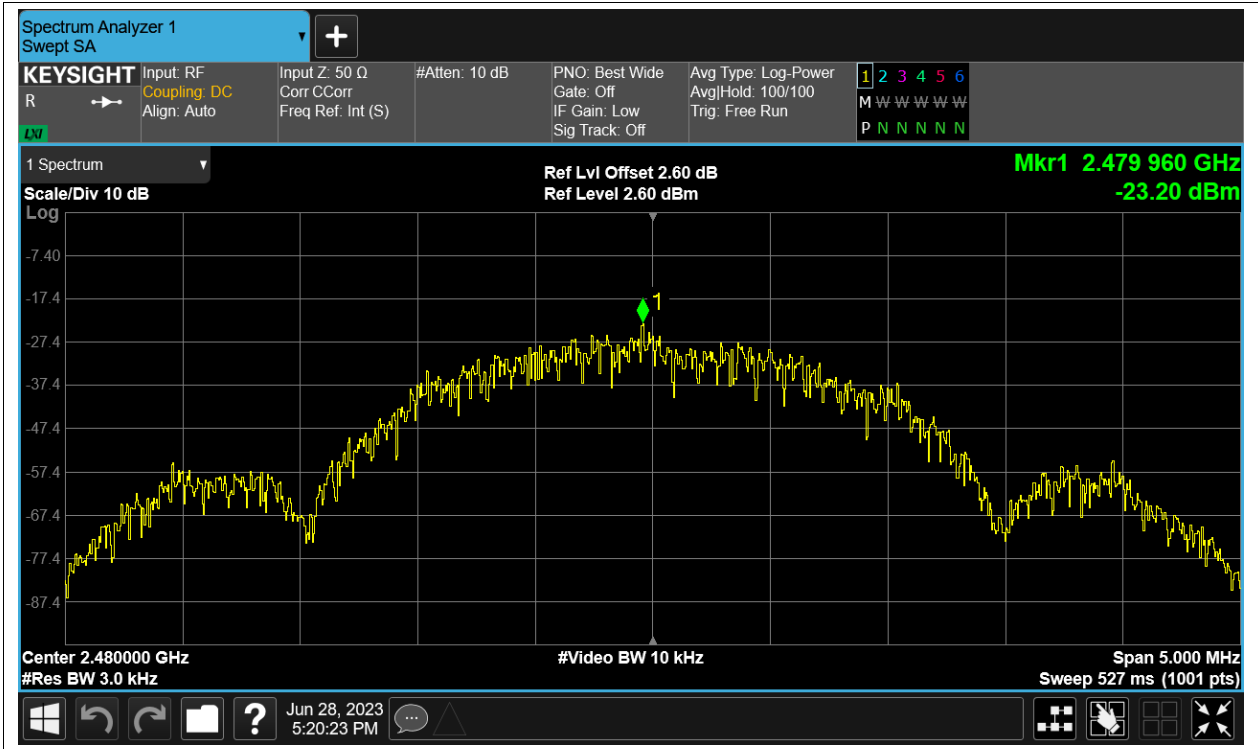 Spectrum Analyzer 1
Swept SA
KEYSIGHT
R
LXI
Input: RF
Coupling: DC
Align: Auto
Input Z: 50 Ω
Corr CCorr
Freq Ref: Int (S)
#Atten: 10 dB
PNO: Best Wide
Gate: Off
IF Gain: Low
Sig Track: Off
Avg Type: Log-Power
Avg|Hold: 100/100
Trig: Free Run
1 2 3 4 5 6
M W W W W W
P N N N N N
1 Spectrum
Scale/Div 10 dB
Log
Ref Lvl Offset 2.60 dB
Ref Level 2.60 dBm
Mkr1 2.479 960 GHz
-23.20 dBm
1
-7.40
-17.4
-27.4
-37.4
-47.4
-57.4
-67.4
-77.4
-87.4
Center 2.480000 GHz
#Res BW 3.0 kHz
#Video BW 10 kHz
Span 5.000 MHz
Sweep 527 ms (1001 pts)
?
Jun 28, 2023
5:20:23 PM